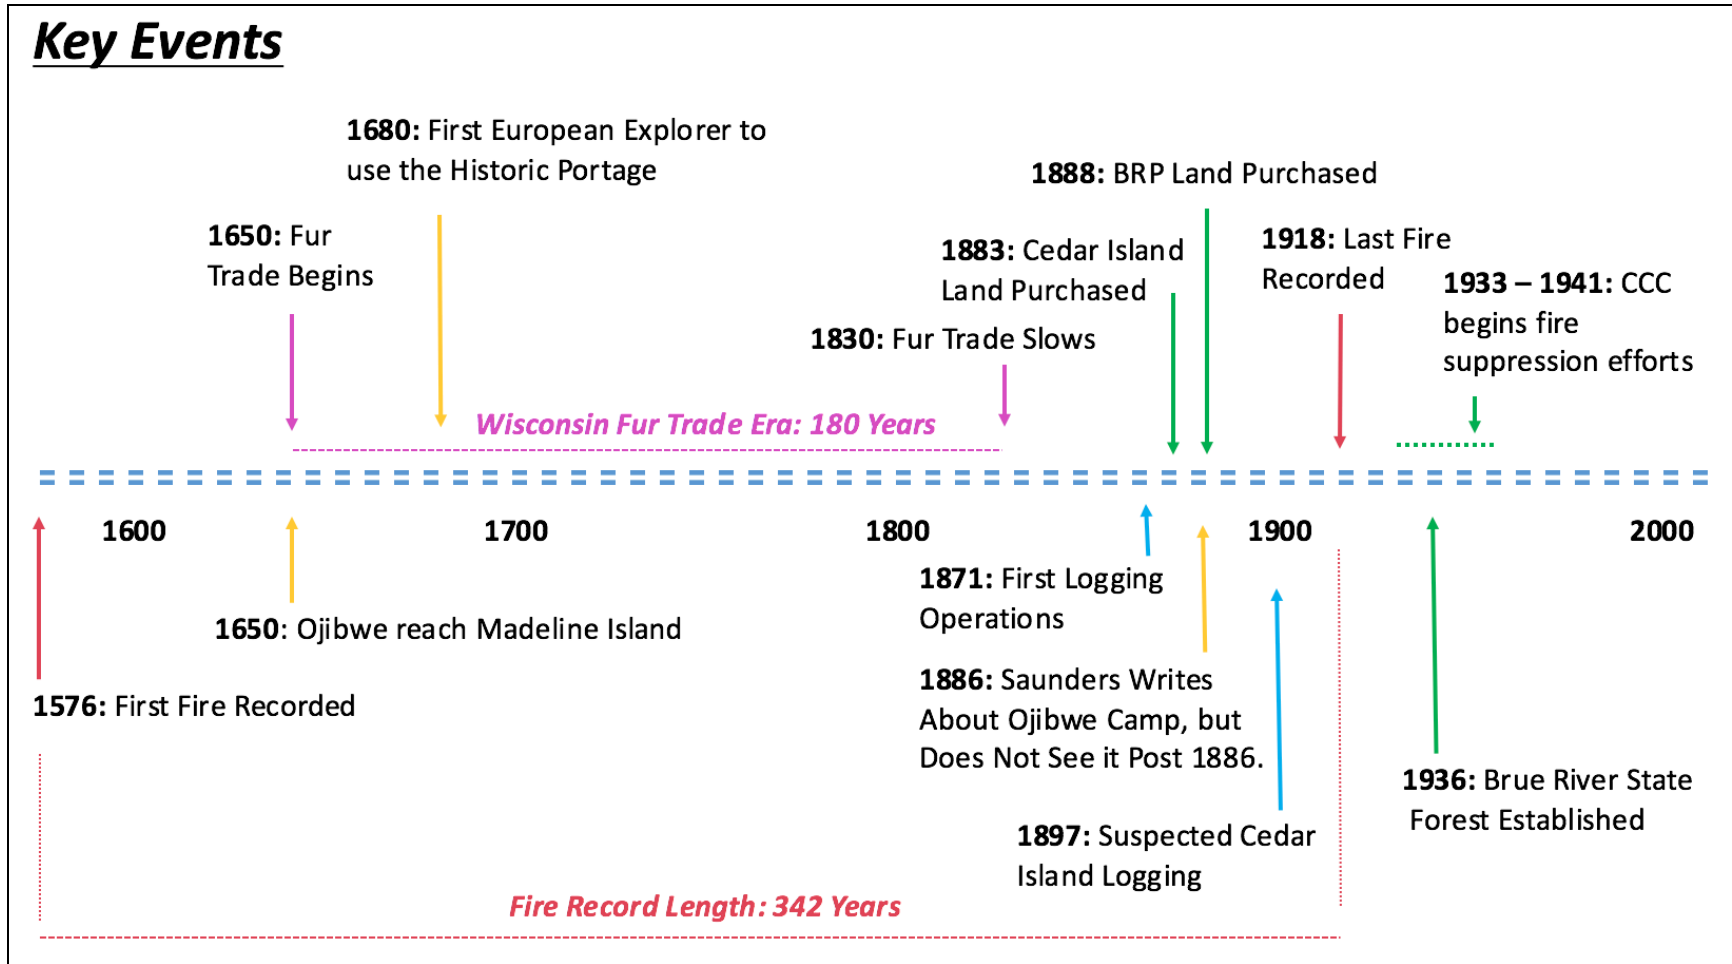 Key Events
1680: First European Explorer to
use the Historic Portage
1650: Fur
Trade Begins
1888: BRP Land Purchased
1883: Cedar Island
Land Purchased
1830: Fur Trade Slows
1918: Last Fire
Recorded
1933 – 1941: CCC
begins fire
suppression efforts
Wisconsin Fur Trade Era: 180 Years
1600 1700 1800 1900 2000
1650: Ojibwe reach Madeline Island
1576: First Fire Recorded
1871: First Logging
Operations
1886: Saunders Writes
About Ojibwe Camp, but
Does Not See it Post 1886.
1897: Suspected Cedar
Island Logging
1936: Brue River State
Forest Established
Fire Record Length: 342 Years